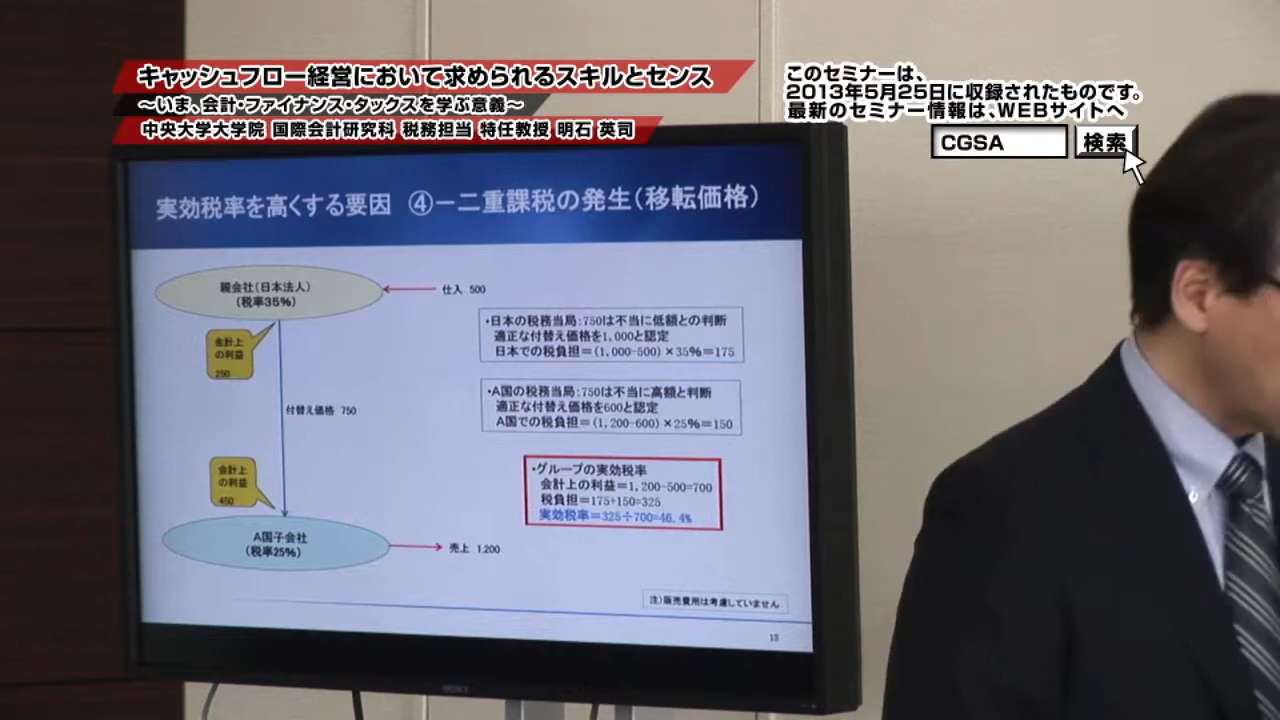 キャッシュフロー経営において求められるスキルとセンス
～いま、会計・ファイナンス・タックスを学ぶ意義～
中央大学大学院 国際会計研究科 税務担当 特任教授 明石 英司
このセミナーは、
2013年5月25日に収録されたものです。
最新のセミナー情報は、WEBサイトへ
CGSA 検索
実効税率を高くする要因 ④－二重課税の発生(移転価格)
親会社(日本法人)
(税率35%)
仕入 500
会計上
の利益
250
・日本の税務当局:750は不当に低額との判断
適正な付替え価格を1,000と認定
日本での税負担＝(1,000-500)×35%＝175
付替え価格 750
・A国の税務当局:750は不当に高額と判断
適正な付替え価格を600と認定
A国での税負担＝(1,200-600)×25%＝150
会計上
の利益
450
・グループの実効税率
会計上の利益＝1,200-500=700
税負担＝175+150=325
実効税率＝325÷700=46.4%
A国子会社
(税率25%)
売上 1,200
注)販売費用は考慮していません
18
SONY